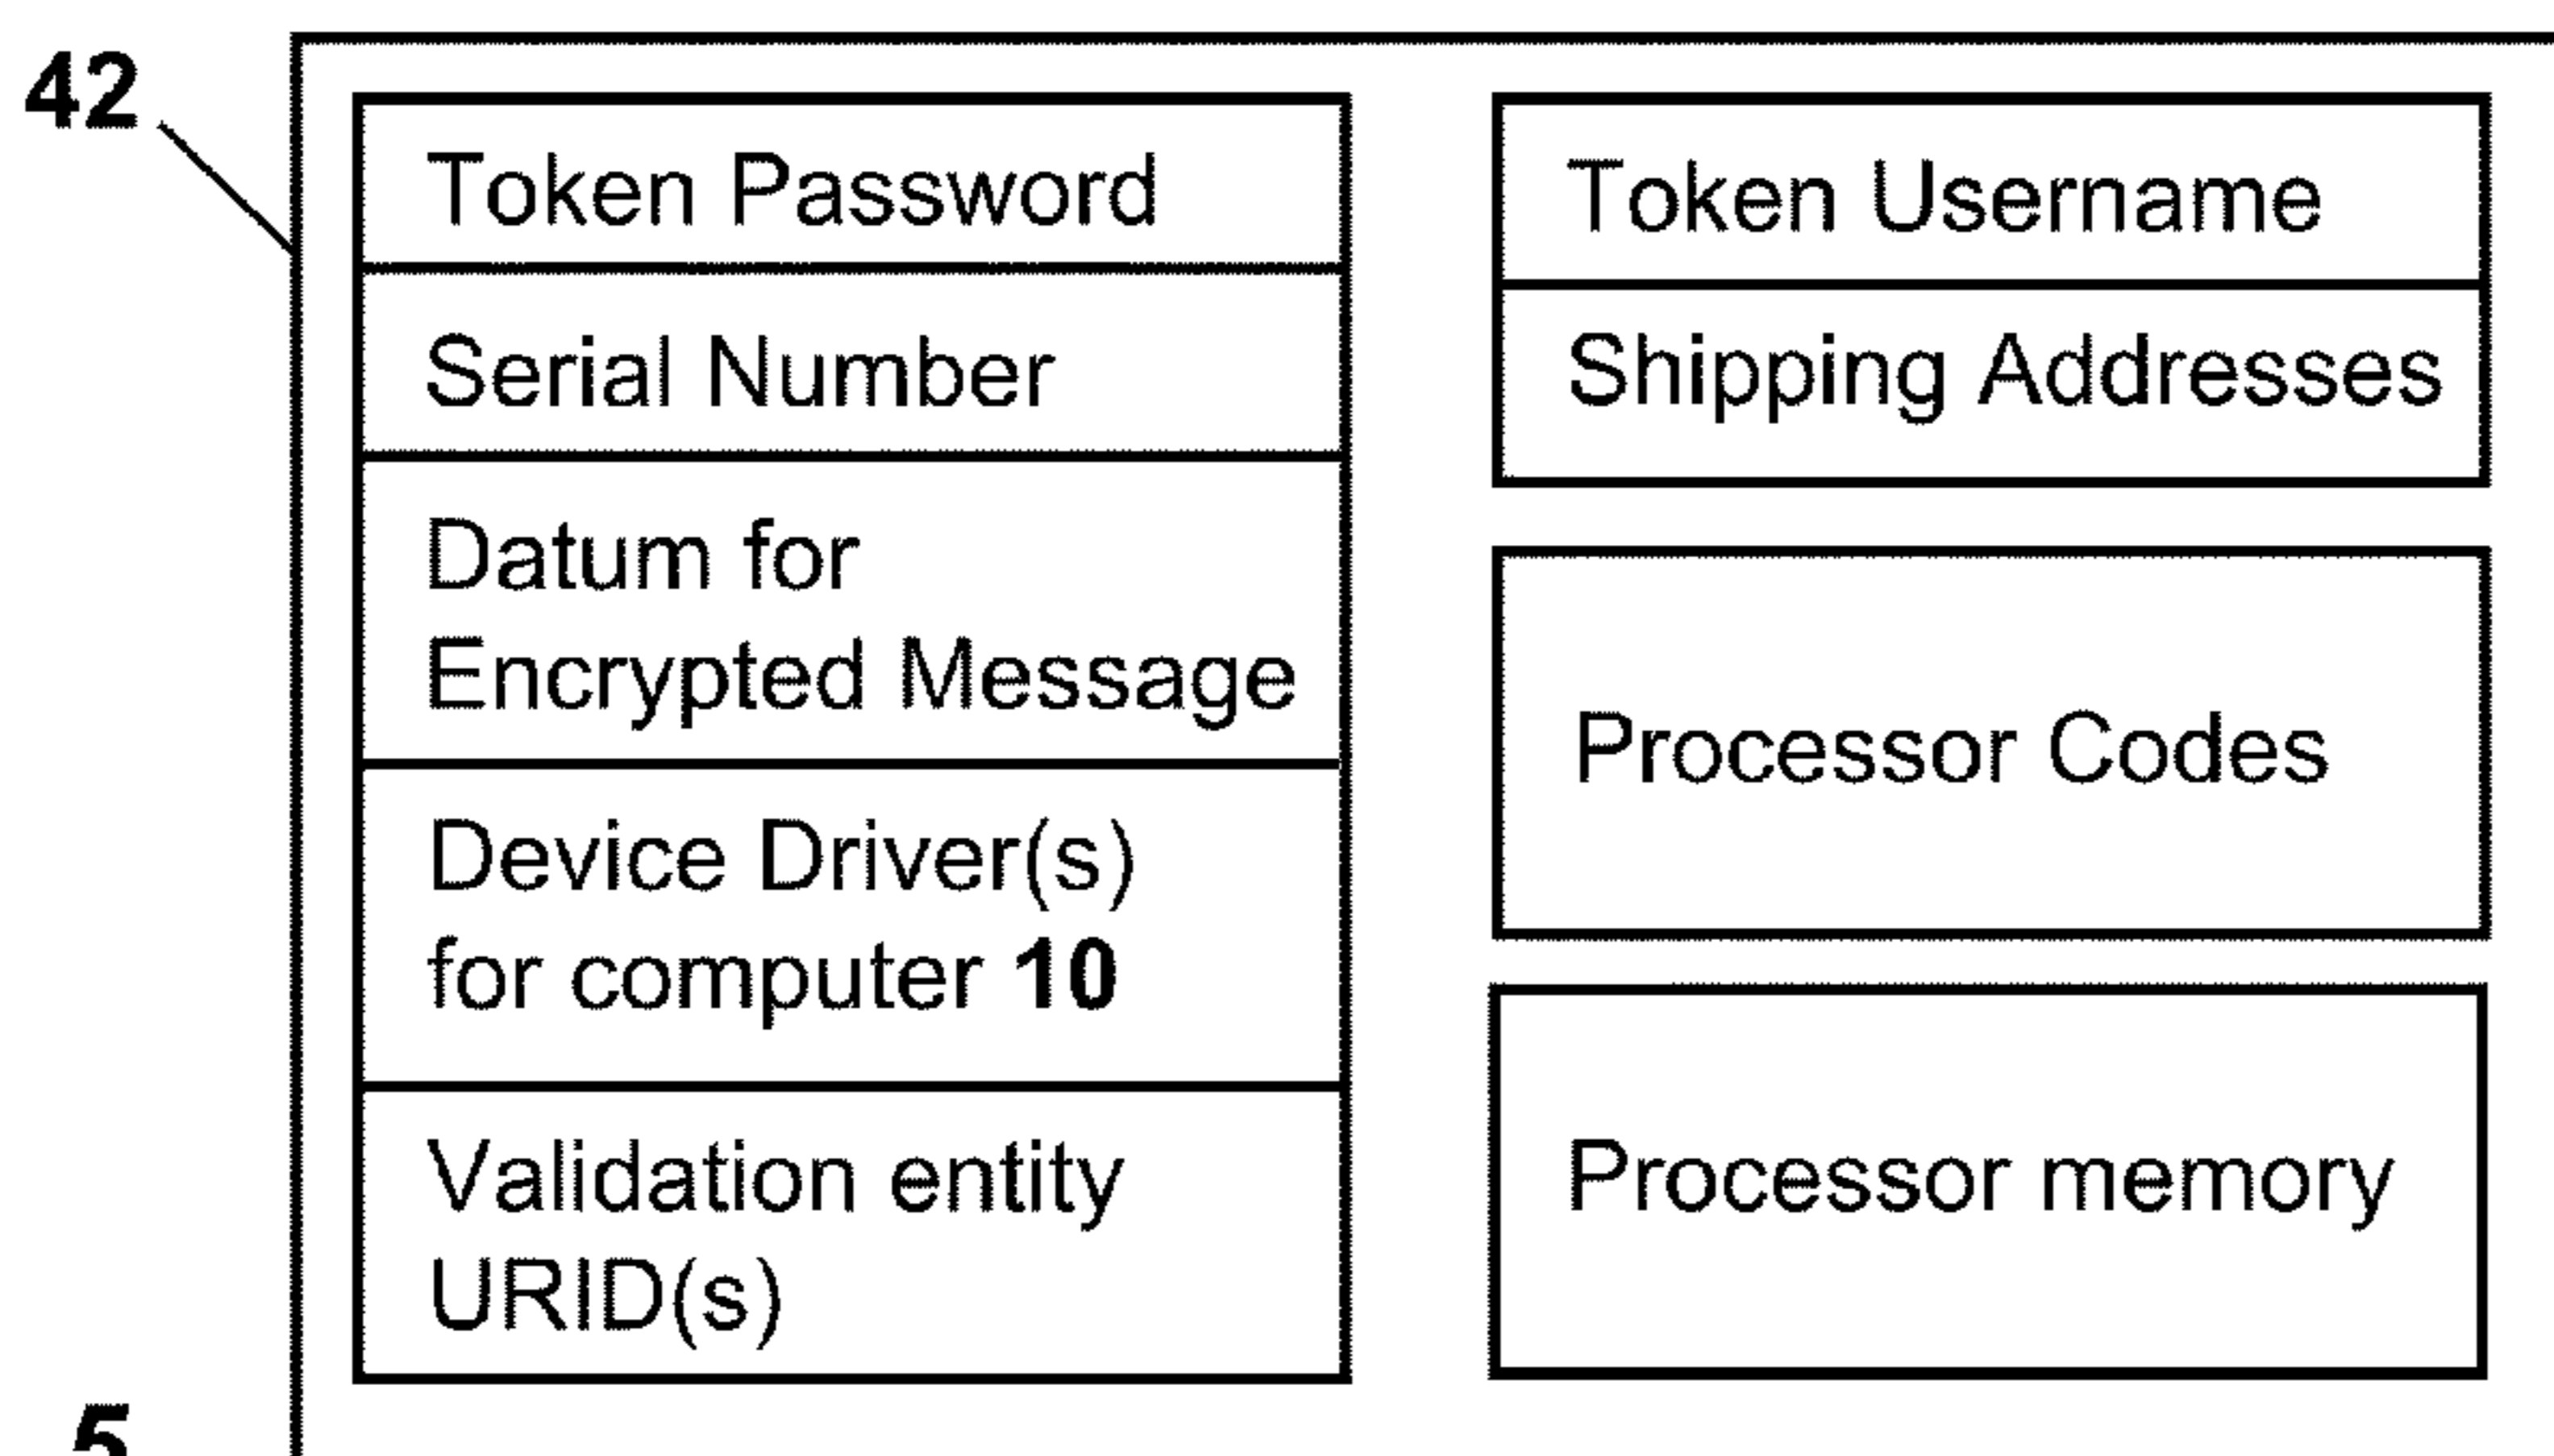 42
Token Password
Serial Number
Datum for
Encrypted Message
Device Driver(s)
for computer 10
Validation entity
URID(s)
Token Username
Shipping Addresses
Processor Codes
Processor memory
5